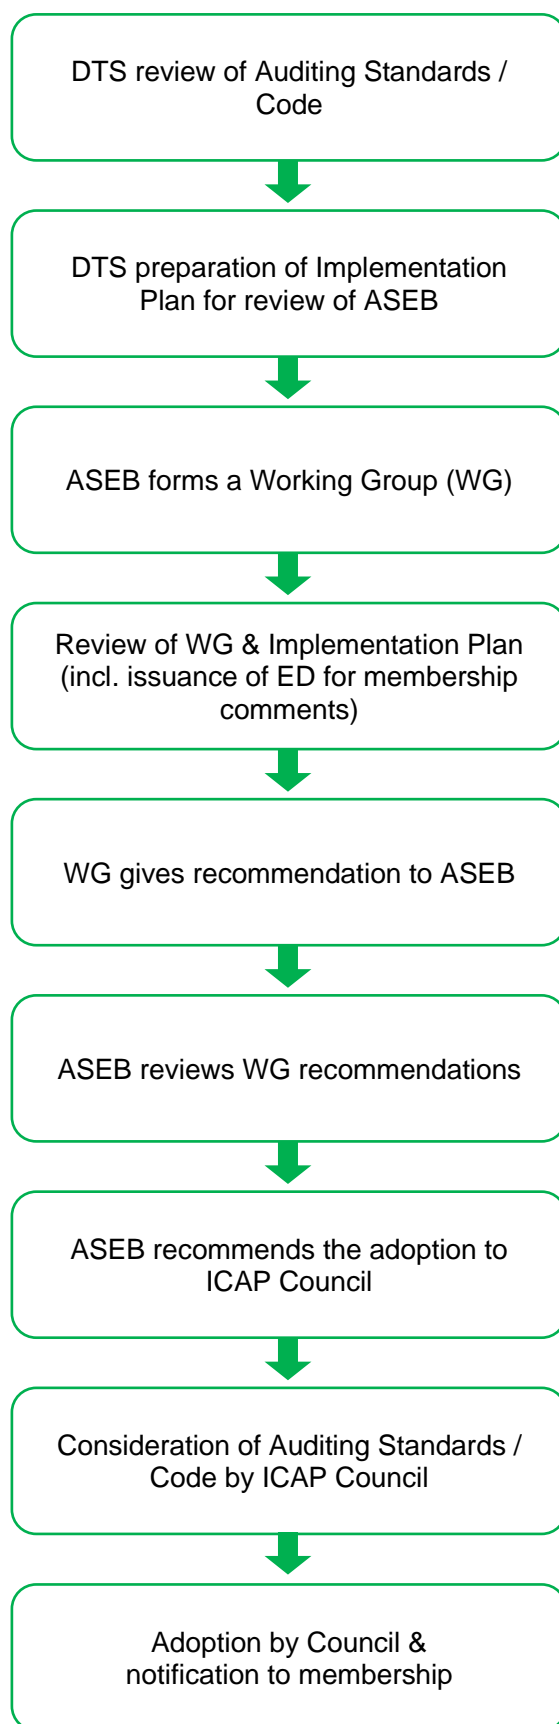 DTS review of Auditing Standards /
Code
DTS preparation of Implementation
Plan for review of ASEB
ASEB forms a Working Group (WG)
Review of WG & Implementation Plan
(incl. issuance of ED for membership
comments)
WG gives recommendation to ASEB
ASEB reviews WG recommendations
ASEB recommends the adoption to
ICAP Council
Consideration of Auditing Standards /
Code by ICAP Council
Adoption by Council &
notification to membership